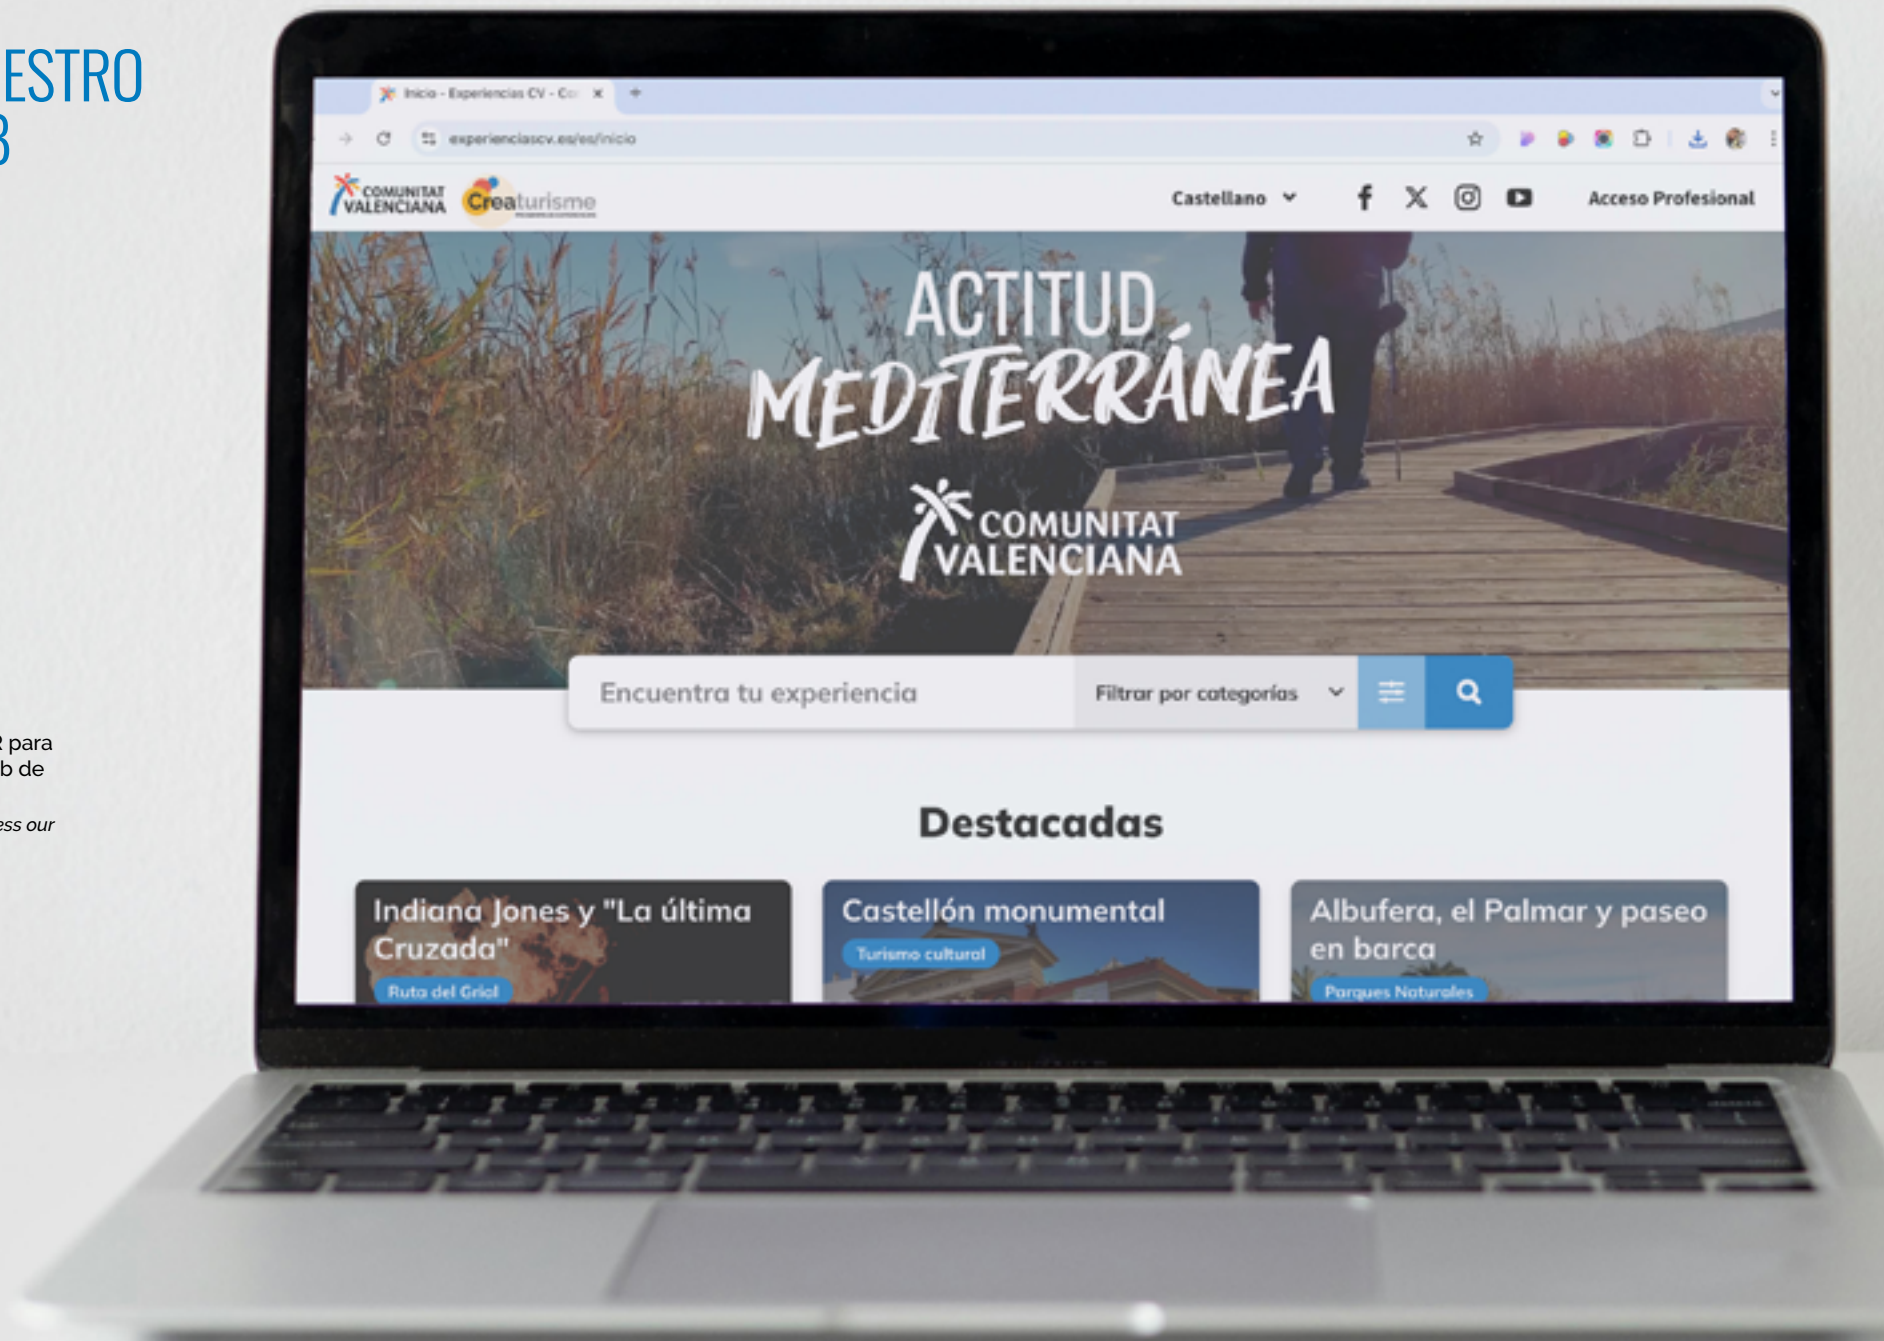 ESTRO
B
R para
b de
ess our
Inicio - Experiencias CV - Co
experienciascv.es/es/inicio
COMUNITAT
VALENCIANA
Creaturisme
Castellano
Acceso Profesional
ACTITUD
MEDITERRÁNEA
COMUNITAT
VALENCIANA
Encuentra tu experiencia
Filtrar por categorías
Destacadas
Indiana Jones y "La última
Cruzada"
Ruta del Grial
Castellón monumental
Turismo cultural
Albufera, el Palmar y paseo
en barca
Parques Naturales